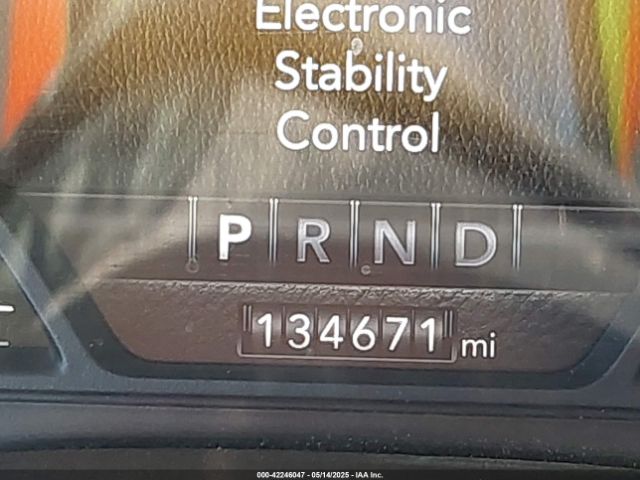 Electronic
Stability
Control
P R N D
134671 mi
000-42246047 - 05/14/2025 - IAA Inc.